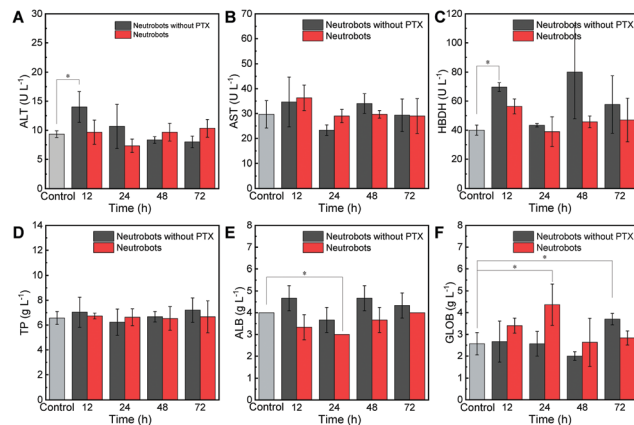 A
Neutrobots without PTX
Neutrobots
ALT (U L⁻¹)
30
25
20
15
10
5
0
*
Control 12 24 48 72
Time (h)
B
Neutrobots without PTX
Neutrobots
AST (U L⁻¹)
70
60
50
40
30
20
10
0
Control 12 24 48 72
Time (h)
C
Neutrobots without PTX
Neutrobots
HBDH (U L⁻¹)
120
100
80
60
40
20
0
*
Control 12 24 48 72
Time (h)
D
Neutrobots without PTX
Neutrobots
TP (g L⁻¹)
14
12
10
8
6
4
2
0
Control 12 24 48 72
Time (h)
E
Neutrobots without PTX
Neutrobots
ALB (g L⁻¹)
8
7
6
5
4
3
2
1
0
*
Control 12 24 48 72
Time (h)
F
Neutrobots without PTX
Neutrobots
GLOB (g L⁻¹)
8
7
6
5
4
3
2
1
0
*
*
Control 12 24 48 72
Time (h)